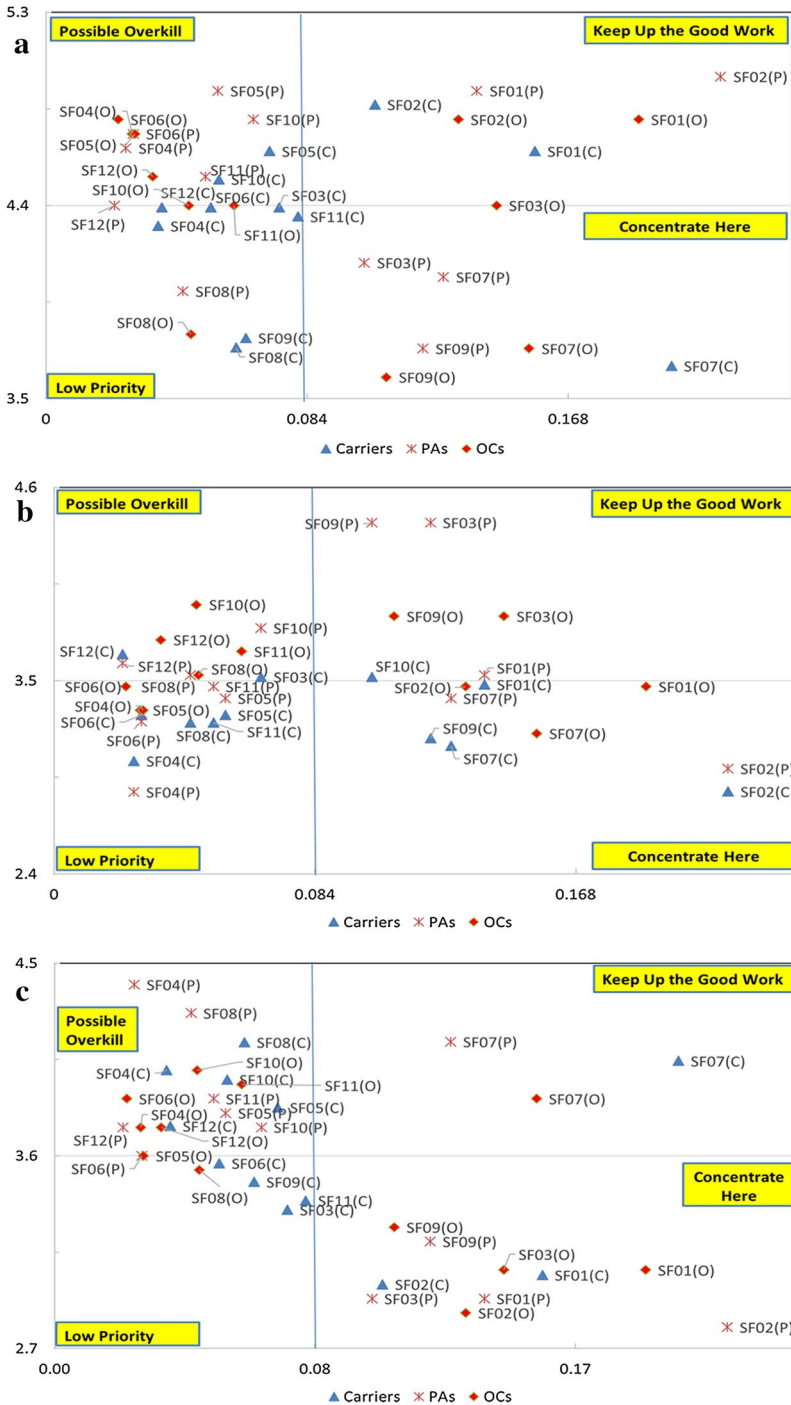 5.3
a
Possible Overkill
Keep Up the Good Work
SF05(P)
SF01(P)
SF02(P)
SF02(C)
SF04(O)
SF06(O)
SF10(P)
SF02(O)
SF01(O)
SF06(P)
SF05(O)
SF04(P)
SF05(C)
SF01(C)
SF12(O)
SF11(P)
SF10(C)
SF10(O)
SF12(C)
SF06(C)
SF03(C)
4.4
SF03(O)
SF12(P)
SF04(C)
SF11(O)
SF11(C)
Concentrate Here
SF03(P)
SF07(P)
SF08(P)
SF08(O)
SF09(C)
SF08(C)
SF09(P)
SF07(O)
SF07(C)
SF09(O)
Low Priority
3.5
0
0.084
0.168
Carriers PAs OCs
4.6
b
Possible Overkill
Keep Up the Good Work
SF09(P)
SF03(P)
SF10(O)
SF09(O)
SF03(O)
SF10(P)
SF12(O)
SF11(O)
SF12(C)
SF12(P)
SF08(O)
SF10(C)
SF01(P)
3.5
SF03(C)
SF06(O)
SF08(P)
SF11(P)
SF02(O)
SF01(C)
SF01(O)
SF05(P)
SF07(P)
SF04(O)
SF05(O)
SF05(C)
SF06(C)
SF06(P)
SF08(C)
SF11(C)
SF09(C)
SF07(O)
SF07(C)
SF04(C)
SF02(P)
SF04(P)
SF02(C
Low Priority
Concentrate Here
2.4
0
0.084
0.168
Carriers PAs OCs
4.5
c
Keep Up the Good Work
SF04(P)
SF08(P)
Possible
Overkill
SF08(C)
SF07(P)
SF07(C)
SF04(C)
SF10(O)
SF10(C)
SF11(O)
SF06(O)
SF11(P)
SF07(O)
SF04(O)
SF05(P)
SF05(C)
SF12(P)
SF12(C)
SF10(P)
SF12(O)
3.6
SF06(P)
SF05(O)
SF06(C)
SF08(O)
SF09(C)
Concentrate
Here
SF11(C)
SF03(C)
SF09(O)
SF09(P)
SF03(O)
SF01(C)
SF01(O)
SF02(C)
SF03(P)
SF01(P)
SF02(O)
SF02(P)
Low Priority
2.7
0.00
0.08
0.17
Carriers PAs OCs